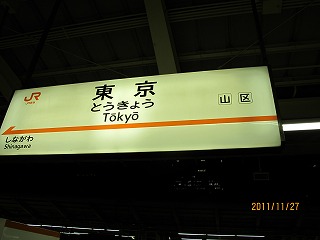 JR
東京
とうきょう
Tōkyō
山 区
しながわ
Shinagawa
2011/11/27